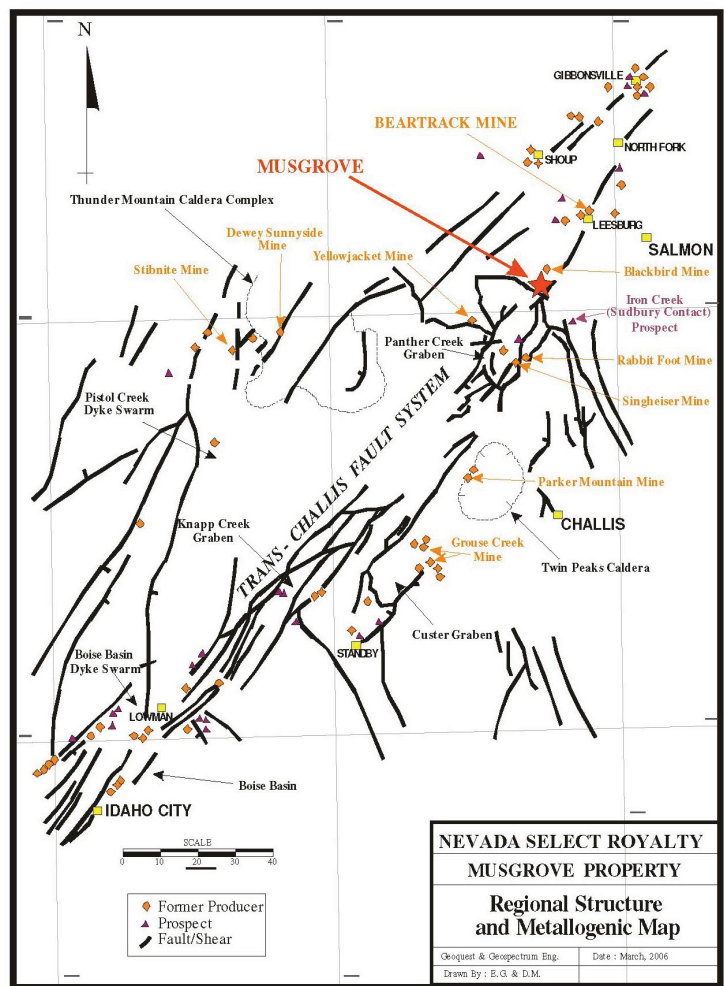 N
GIBBONSVILLE
BEARTRACK MINE
NORTH FORK
SHOUP
MUSGROVE
Thunder Mountain Caldera Complex
LEESBURG
Dewey Sunnyside
Mine
SALMON
Yellowjacket Mine
Stibnite Mine
Blackbird Mine
Iron Creek
(Sudbury Contact)
Prospect
Panther Creek
Graben
Rabbit Foot Mine
Pistol Creek
Dyke Swarm
Singheiser Mine
TRANS - CHALLIS FAULT SYSTEM
Parker Mountain Mine
Knapp Creek
Graben
CHALLIS
Grouse Creek
Mine
Twin Peaks Caldera
Custer Graben
STANDBY
Boise Basin
Dyke Swarm
LOWMAN
Boise Basin
IDAHO CITY
SCALE
0 10 20 30 40
Former Producer
Prospect
Fault/Shear
NEVADA SELECT ROYALTY
MUSGROVE PROPERTY
Regional Structure
and Metallogenic Map
Geoquest & Geospectrum Eng.
Date : March, 2006
Drawn By : E.G. & D.M.